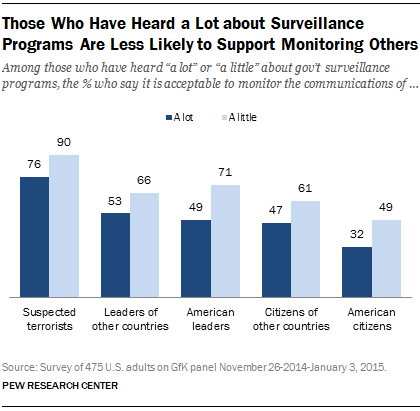 Those Who Have Heard a Lot about Surveillance
Programs Are Less Likely to Support Monitoring Others
Among those who have heard “a lot” or “a little” about gov’t surveillance
programs, the % who say it is acceptable to monitor the communications of ...
A lot A little
76 90 53 66 49 71 47 61 32 49
Suspected terrorists
Leaders of other countries
American leaders
Citizens of other countries
American citizens
Source: Survey of 475 U.S. adults on GfK panel November 26-2014-January 3, 2015.
PEW RESEARCH CENTER